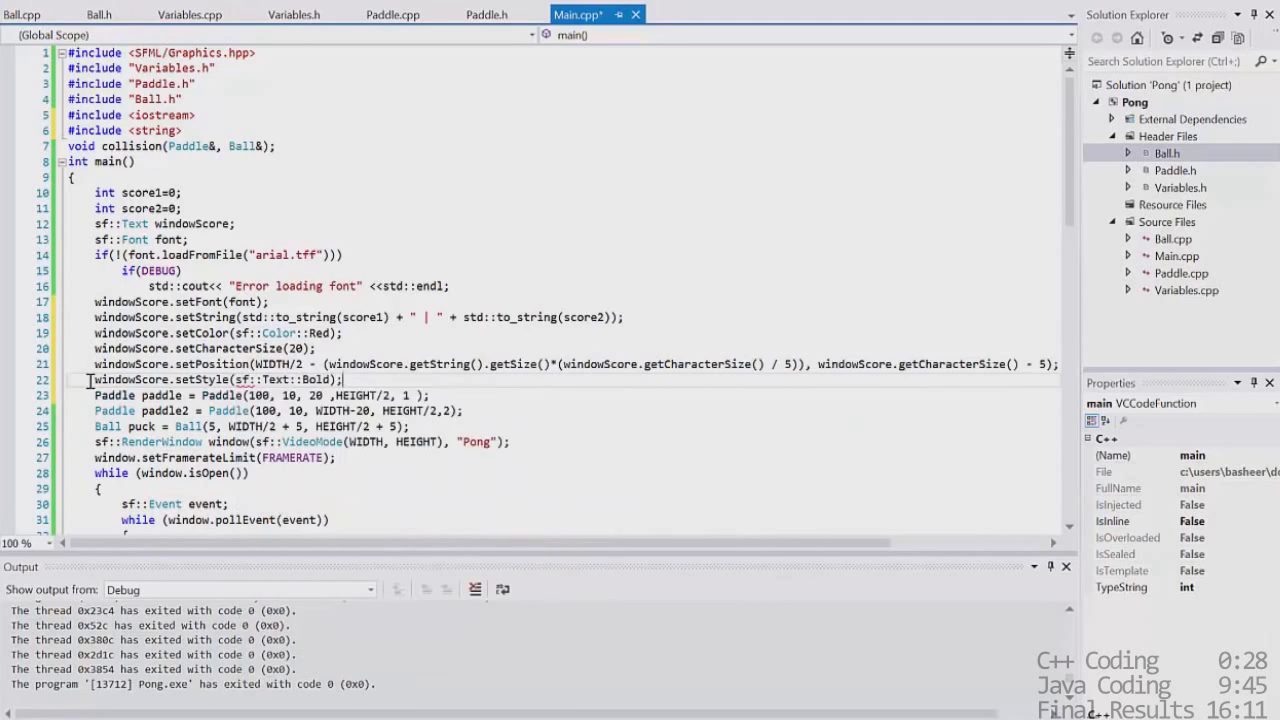 Ball.cpp Ball.h Variables.cpp Variables.h Paddle.cpp Paddle.h Main.cpp*
Solution Explorer
(Global Scope) main()
Search Solution Explorer (Ctrl+;)
1 #include <SFML/Graphics.hpp>
2 #include "Variables.h"
3 #include "Paddle.h"
4 #include "Ball.h"
5 #include <iostream>
6 #include <string>
7 void collision(Paddle&, Ball&);
8 int main()
9 {
10 int score1=0;
11 int score2=0;
12 sf::Text windowScore;
13 sf::Font font;
14 if(!(font.loadFromFile("arial.tff")))
15 if(DEBUG)
16 std::cout<< "Error loading font" <<std::endl;
17 windowScore.setFont(font);
18 windowScore.setString(std::to_string(score1) + " | " + std::to_string(score2));
19 windowScore.setColor(sf::Color::Red);
20 windowScore.setCharacterSize(20);
21 windowScore.setPosition(WIDTH/2 - (windowScore.getString().getSize()*(windowScore.getCharacterSize() / 5)), windowScore.getCharacterSize() - 5);
22 windowScore.setStyle(sf::Text::Bold);
23 Paddle paddle = Paddle(100, 10, 20 ,HEIGHT/2, 1 );
24 Paddle paddle2 = Paddle(100, 10, WIDTH-20, HEIGHT/2,2);
25 Ball puck = Ball(5, WIDTH/2 + 5, HEIGHT/2 + 5);
26 sf::RenderWindow window(sf::VideoMode(WIDTH, HEIGHT), "Pong");
27 window.setFramerateLimit(FRAMERATE);
28 while (window.isOpen())
29 {
30 sf::Event event;
31 while (window.pollEvent(event))
{
100 %
Solution 'Pong' (1 project)
Pong
External Dependencies
Header Files
Ball.h
Paddle.h
Variables.h
Resource Files
Source Files
Ball.cpp
Main.cpp
Paddle.cpp
Variables.cpp
Properties
main VCCodeFunction
C++
(Name) main
File c:\users\basheer\do
FullName main
IsInjected False
IsInline False
IsOverloaded False
IsSealed False
IsTemplate False
TypeString int
Output
Show output from: Debug
The thread 0x23c4 has exited with code 0 (0x0).
The thread 0x52c has exited with code 0 (0x0).
The thread 0x380c has exited with code 0 (0x0).
The thread 0x2d1c has exited with code 0 (0x0).
The thread 0x3854 has exited with code 0 (0x0).
The program '[13712] Pong.exe' has exited with code 0 (0x0).
C++ Coding 0:28
Java Coding 9:45
Final Results 16:11
C++